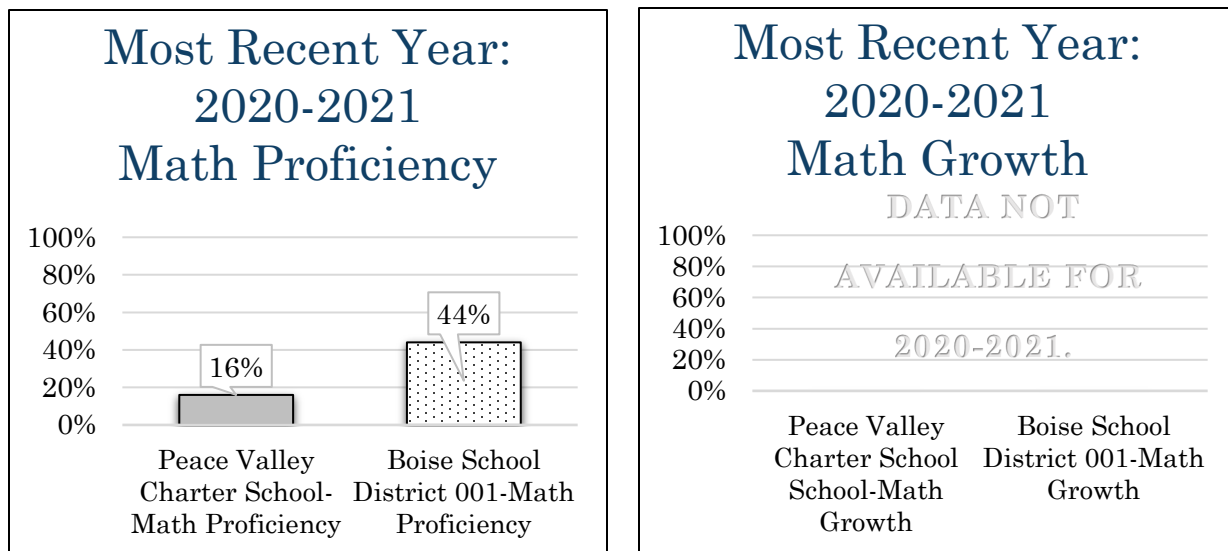 Most Recent Year:
2020-2021
Math Proficiency
100%
80%
60%
40%
20%
0%
16%
44%
Peace Valley
Charter School-
Math Proficiency
Boise School
District 001-Math
Proficiency
Most Recent Year:
2020-2021
Math Growth
DATA NOT
AVAILABLE FOR
2020-2021.
100%
80%
60%
40%
20%
0%
Peace Valley
Charter School
School-Math
Growth
Boise School
District 001-Math
Growth